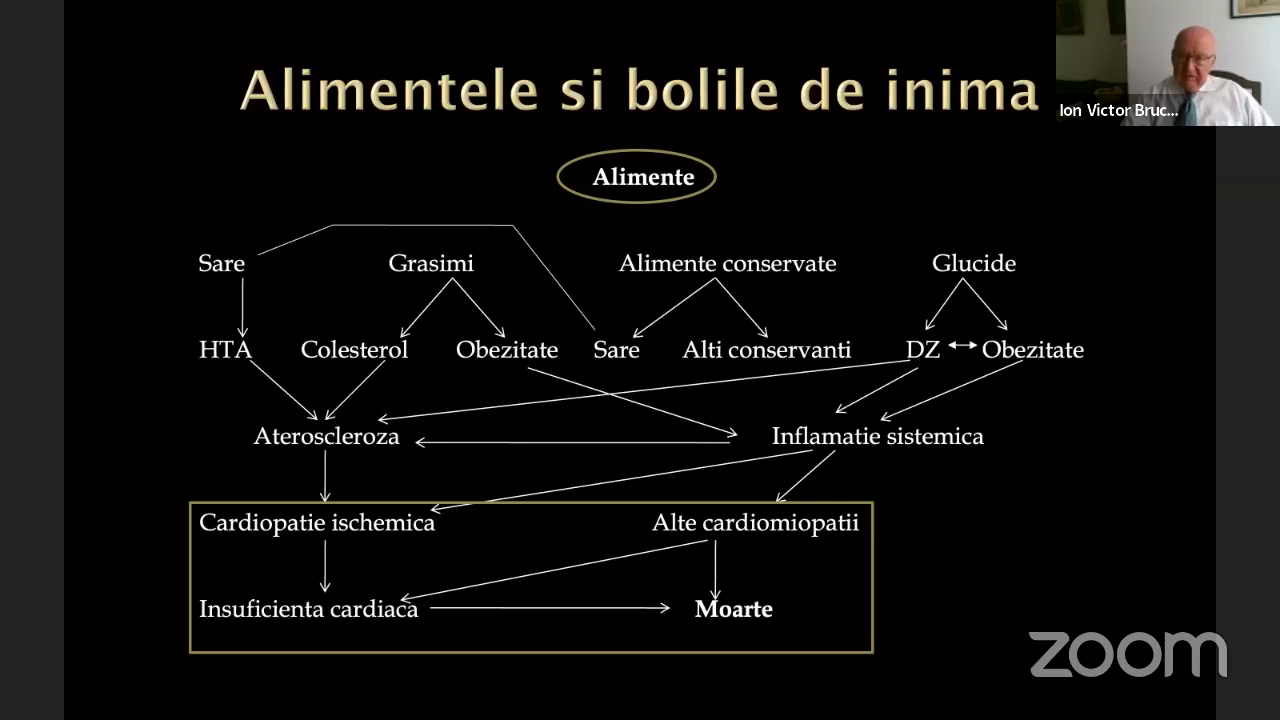 Alimentele si bolile de inima
Ion Victor Bruc...
Alimente
Sare Grasimi Alimente conservate Glucide
HTA Colesterol Obezitate Sare Alti conservanti DZ Obezitate
Ateroscleroza Inflamatie sistemica
Cardiopatie ischemica Alte cardiomiopatii
Insuficienta cardiaca Moarte
zoom